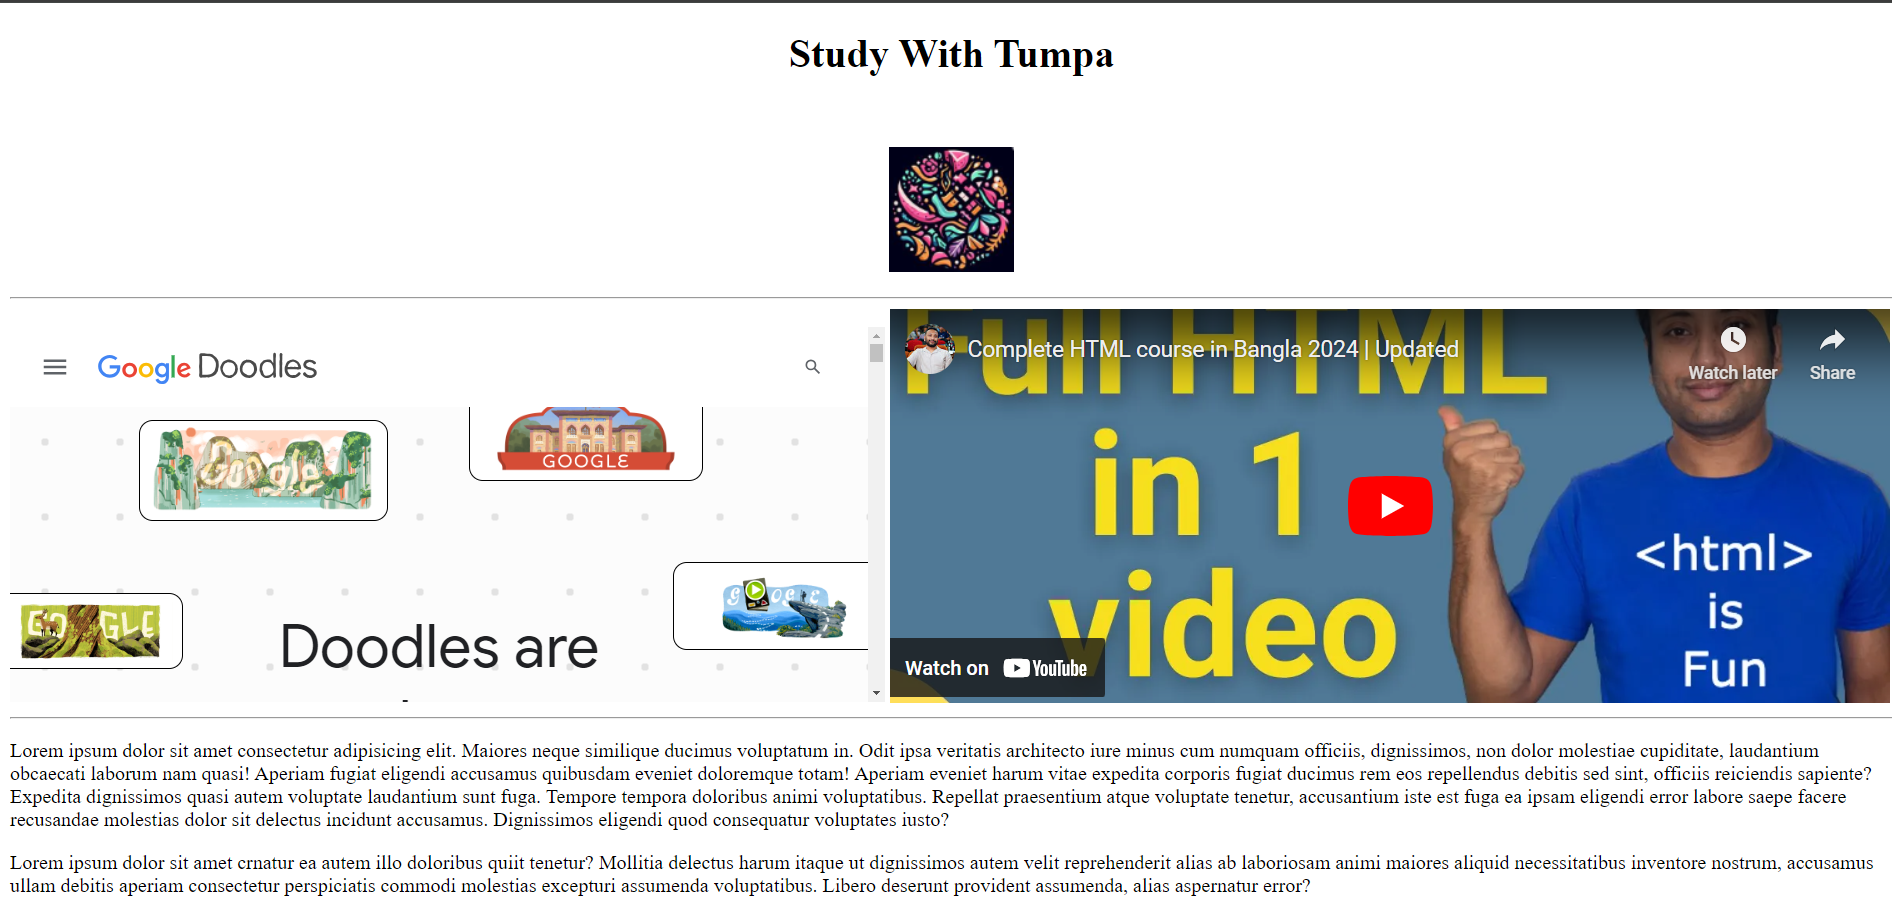 Study With Tumpa
Google Doodles
Google
GOOGLE
GOOGLE
GOOGLE
Doodles are
Full HTML
Complete HTML course in Bangla 2024 | Updated
Watch later
Share
in 1
video
<html>
is
Fun
Watch on YouTube
Lorem ipsum dolor sit amet consectetur adipisicing elit. Maiores neque similique ducimus voluptatum in. Odit ipsa veritatis architecto iure minus cum numquam officiis, dignissimos, non dolor molestiae cupiditate, laudantium
obcaecati laborum nam quasi! Aperiam fugiat eligendi accusamus quibusdam eveniet doloremque totam! Aperiam eveniet harum vitae expedita corporis fugiat ducimus rem eos repellendus debitis sed sint, officiis reiciendis sapiente?
Expedita dignissimos quasi autem voluptate laudantium sunt fuga. Tempore tempora doloribus animi voluptatibus. Repellat praesentium atque voluptate tenetur, accusantium iste est fuga ea ipsam eligendi error labore saepe facere
recusandae molestias dolor sit delectus incidunt accusamus. Dignissimos eligendi quod consequatur voluptates iusto?
Lorem ipsum dolor sit amet crnatur ea autem illo doloribus quiit tenetur? Mollitia delectus harum itaque ut dignissimos autem velit reprehenderit alias ab laboriosam animi maiores aliquid necessitatibus inventore nostrum, accusamus
ullam debitis aperiam consectetur perspiciatis commodi molestias excepturi assumenda voluptatibus. Libero deserunt provident assumenda, alias aspernatur error?